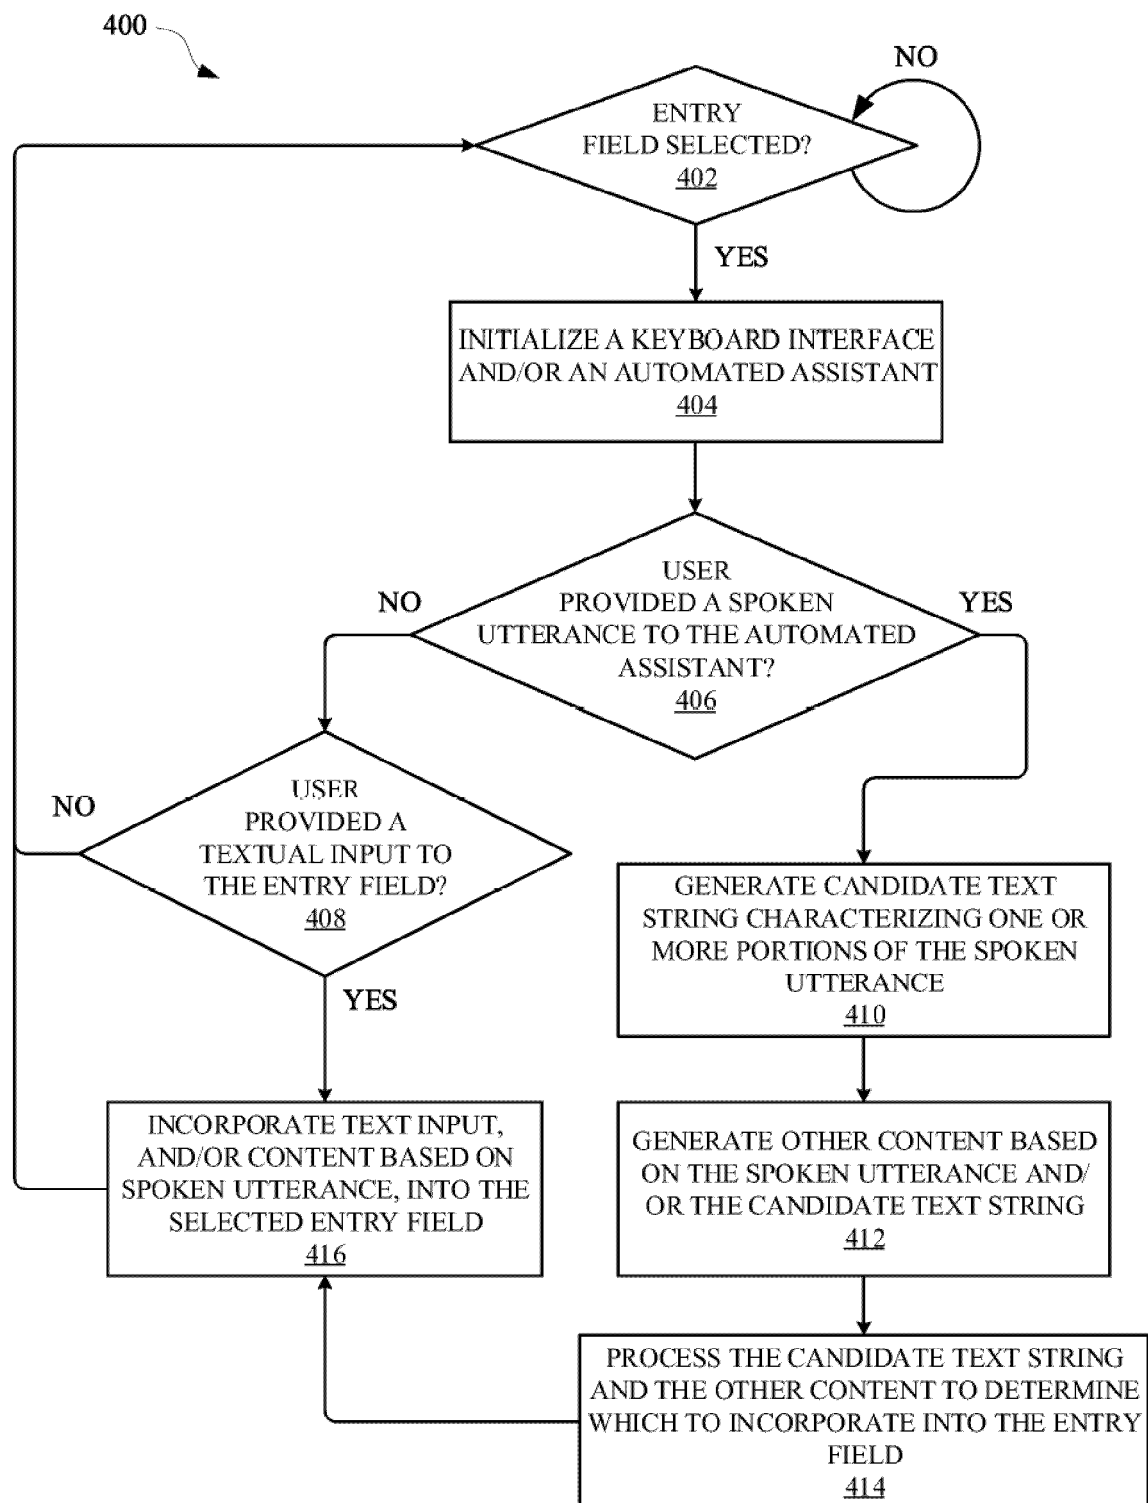 400
NO
ENTRY
FIELD SELECTED?
402
YES
INITIALIZE A KEYBOARD INTERFACE
AND/OR AN AUTOMATED ASSISTANT
404
USER
PROVIDED A SPOKEN
UTTERANCE TO THE AUTOMATED
ASSISTANT?
406
NO
YES
USER
PROVIDED A
TEXTUAL INPUT TO
THE ENTRY FIELD?
408
NO
YES
GENERATE CANDIDATE TEXT
STRING CHARACTERIZING ONE OR
MORE PORTIONS OF THE SPOKEN
UTTERANCE
410
INCORPORATE TEXT INPUT,
AND/OR CONTENT BASED ON
SPOKEN UTTERANCE, INTO THE
SELECTED ENTRY FIELD
416
GENERATE OTHER CONTENT BASED
ON THE SPOKEN UTTERANCE AND/
OR THE CANDIDATE TEXT STRING
412
PROCESS THE CANDIDATE TEXT STRING
AND THE OTHER CONTENT TO DETERMINE
WHICH TO INCORPORATE INTO THE ENTRY
FIELD
414